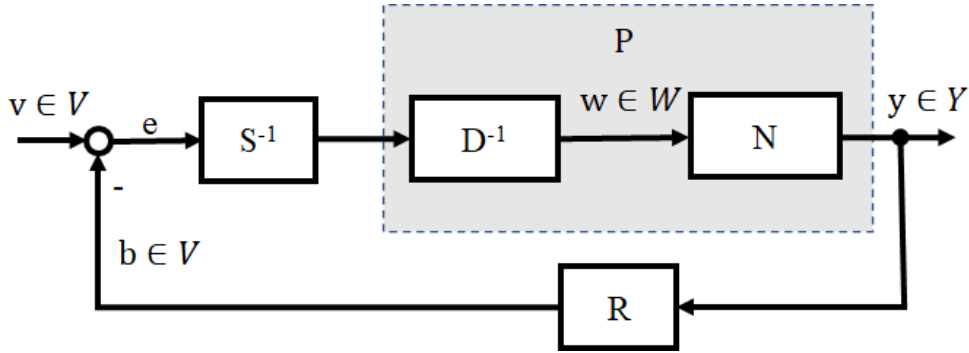 P
v ∈ V
e
S⁻¹
D⁻¹
w ∈ W
N
y ∈ Y
-
b ∈ V
R